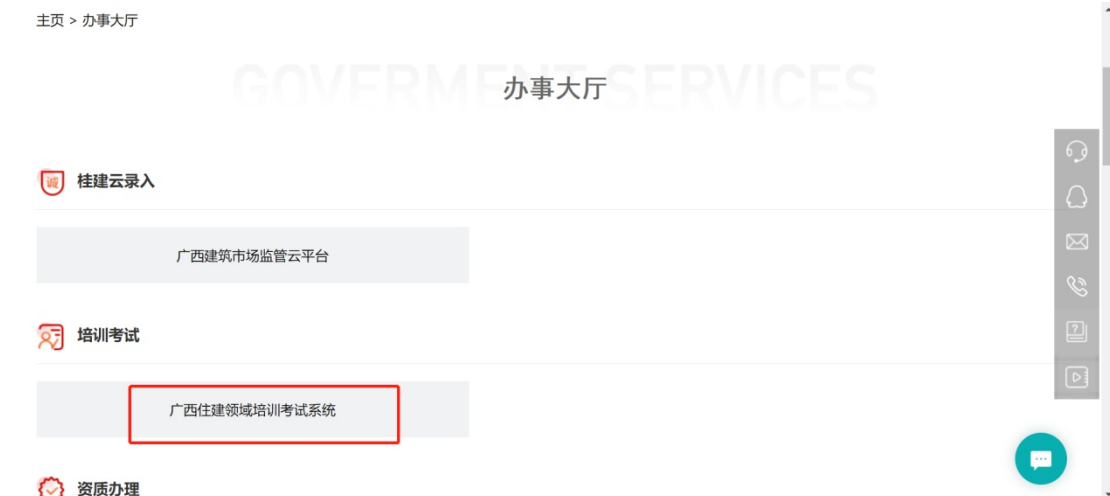 主页 > 办事大厅
GOVERMENT SERVICES
办事大厅
诚
桂建云录入
广西建筑市场监管云平台
培训考试
广西住建领域培训考试系统
资质办理